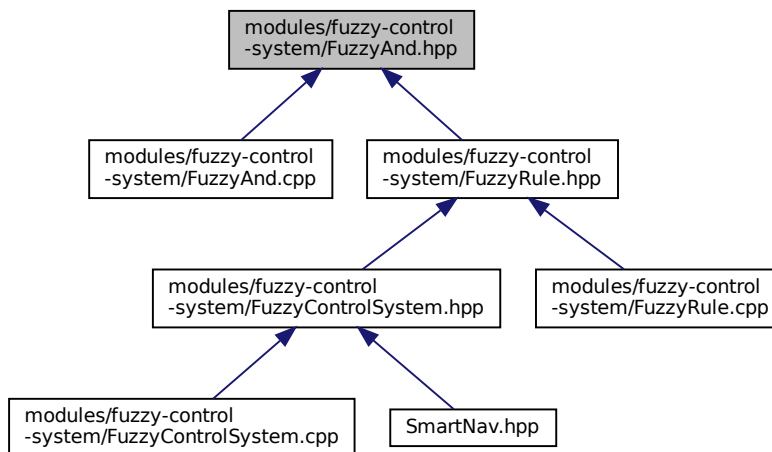 modules/fuzzy-control
-system/FuzzyAnd.hpp
modules/fuzzy-control
-system/FuzzyAnd.cpp
modules/fuzzy-control
-system/FuzzyRule.hpp
modules/fuzzy-control
-system/FuzzyControlSystem.hpp
modules/fuzzy-control
-system/FuzzyRule.cpp
modules/fuzzy-control
-system/FuzzyControlSystem.cpp
SmartNav.hpp